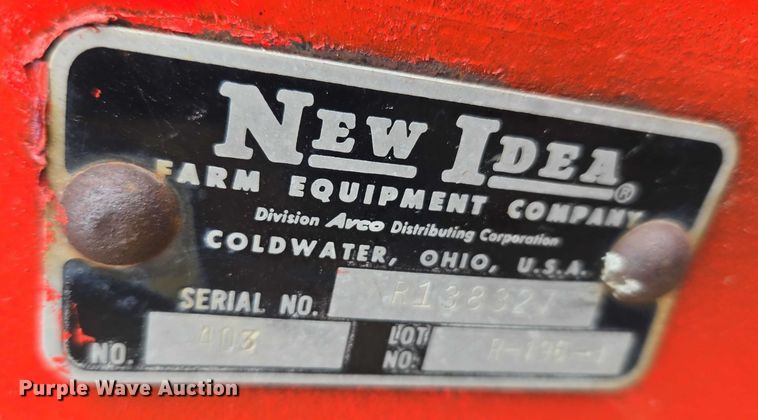 NEW IDEA®
FARM EQUIPMENT COMPANY
Division Avco Distributing Corporation
COLDWATER, OHIO, U.S.A.
SERIAL NO.
NO. 403 LOT NO.
Purple Wave Auction